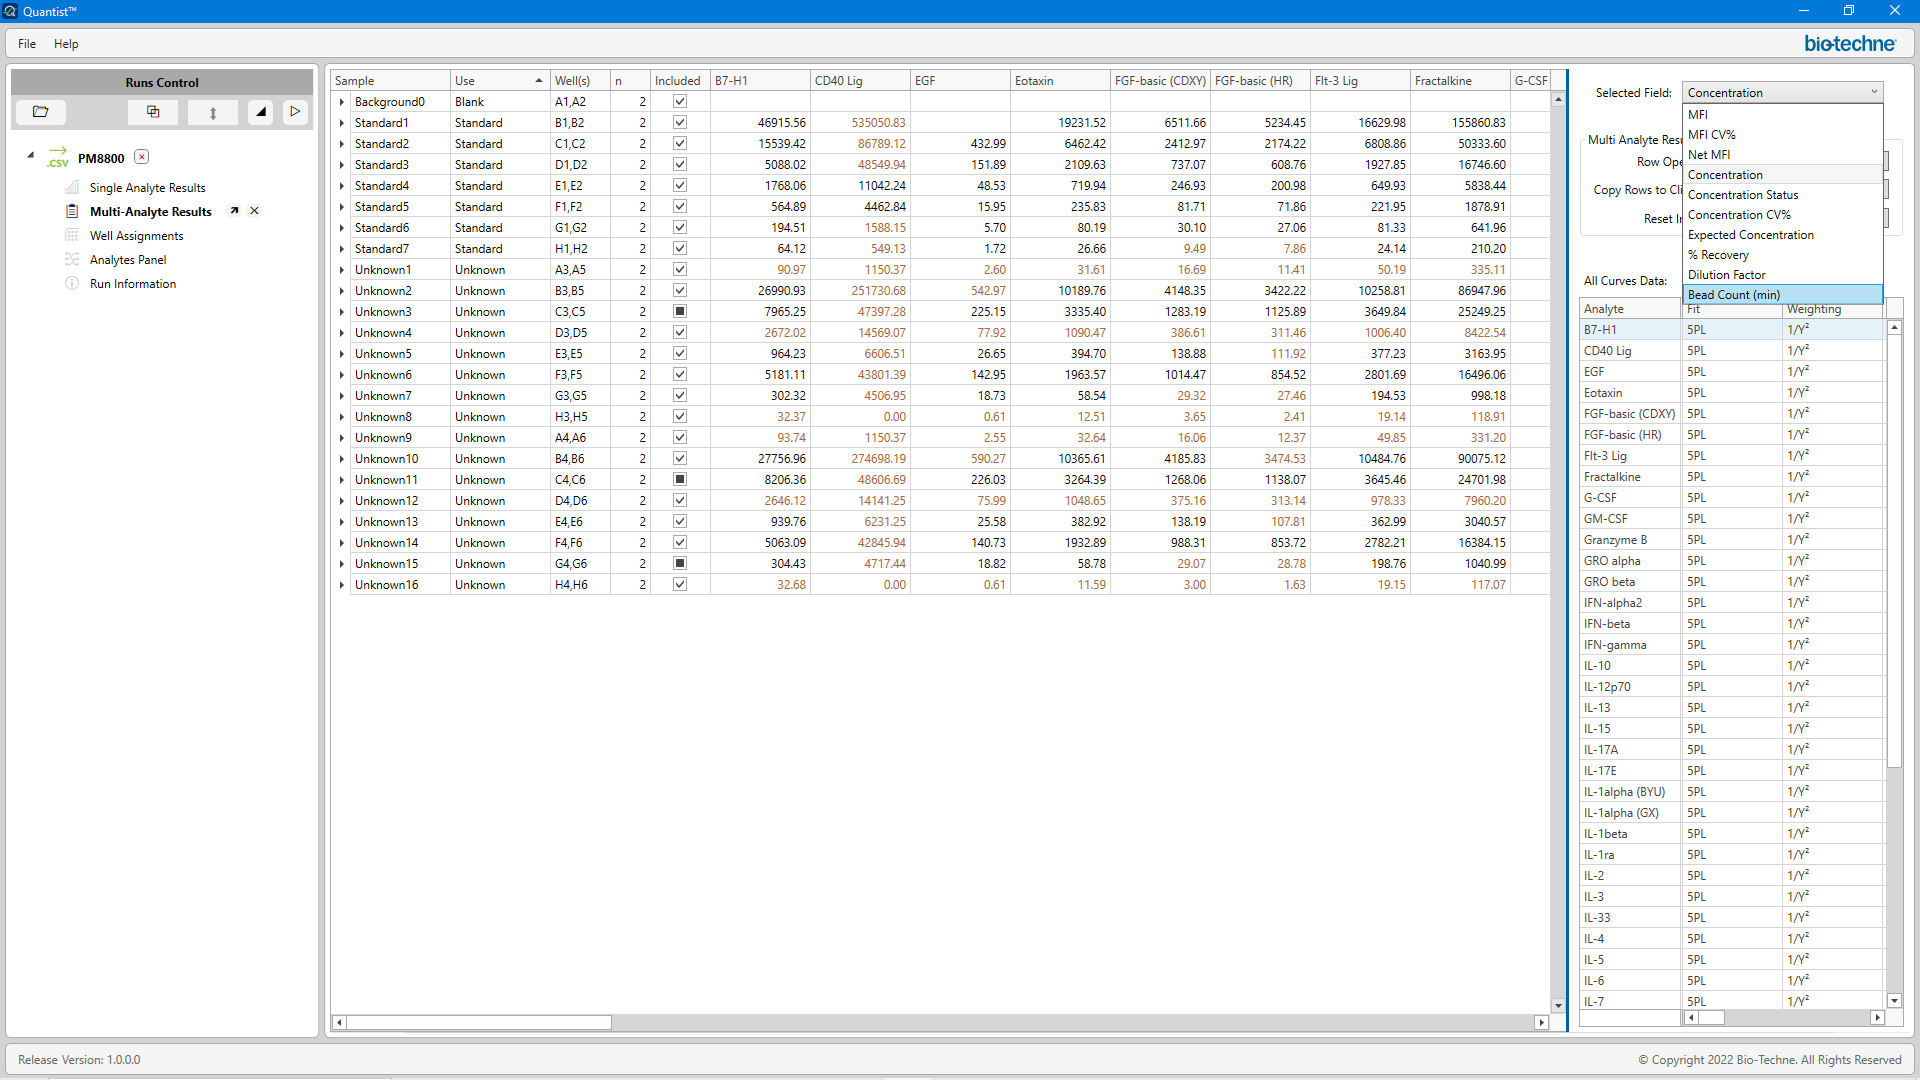 Quantist™
File Help
bio-techne
Runs Control
PM8800
.csv
Single Analyte Results
Multi-Analyte Results
Well Assignments
Analytes Panel
Run Information
Sample Use Well(s) n Included B7-H1 CD40 Lig EGF Eotaxin FGF-basic (CDXY) FGF-basic (HR) Flt-3 Lig Fractalkine G-CSF
Background0 Blank A1,A2 2
Standard1 Standard B1,B2 2 46915.56 535050.83 19231.52 6511.66 5234.45 16629.98 155860.83
Standard2 Standard C1,C2 2 15539.42 86789.12 432.99 6462.42 2412.97 2174.22 6808.86 50333.60
Standard3 Standard D1,D2 2 5088.02 48549.94 151.89 2109.63 737.07 608.76 1927.85 16746.60
Standard4 Standard E1,E2 2 1768.06 11042.24 48.53 719.94 246.93 200.98 649.93 5838.44
Standard5 Standard F1,F2 2 564.89 4462.84 15.95 235.83 81.71 71.86 221.95 1878.91
Standard6 Standard G1,G2 2 194.51 1588.15 5.70 80.19 30.10 27.06 81.33 641.96
Standard7 Standard H1,H2 2 64.12 549.13 1.72 26.66 9.49 7.86 24.14 210.20
Unknown1 Unknown A3,A5 2 90.97 1150.37 2.60 31.61 16.69 11.41 50.19 335.11
Unknown2 Unknown B3,B5 2 26990.93 251730.68 542.97 10189.76 4148.35 3422.22 10258.81 86947.96
Unknown3 Unknown C3,C5 2 7965.25 47397.28 225.15 3335.40 1283.19 1125.89 3649.84 25249.25
Unknown4 Unknown D3,D5 2 2672.02 14569.07 77.92 1090.47 386.61 311.46 1006.40 8422.54
Unknown5 Unknown E3,E5 2 964.23 6606.51 26.65 394.70 138.88 111.92 377.23 3163.95
Unknown6 Unknown F3,F5 2 5181.11 43801.39 142.95 1963.57 1014.47 854.52 2801.69 16496.06
Unknown7 Unknown G3,G5 2 302.32 4506.95 18.73 58.54 29.32 27.46 194.53 998.18
Unknown8 Unknown H3,H5 2 32.37 0.00 0.61 12.51 3.65 2.41 19.14 118.91
Unknown9 Unknown A4,A6 2 93.74 1150.37 2.55 32.64 16.06 12.37 49.85 331.20
Unknown10 Unknown B4,B6 2 27756.96 274698.19 590.27 10365.61 4185.83 3474.53 10484.76 90075.12
Unknown11 Unknown C4,C6 2 8206.36 48606.69 226.03 3264.39 1268.06 1138.07 3645.46 24701.98
Unknown12 Unknown D4,D6 2 2646.12 14141.25 75.99 1048.65 375.16 313.14 978.33 7960.20
Unknown13 Unknown E4,E6 2 939.76 6231.25 25.58 382.92 138.19 107.81 362.99 3040.57
Unknown14 Unknown F4,F6 2 5063.09 42845.94 140.73 1932.89 988.31 853.72 2782.21 16384.15
Unknown15 Unknown G4,G6 2 304.43 4717.44 18.82 58.78 29.07 28.78 198.76 1040.99
Unknown16 Unknown H4,H6 2 32.68 0.00 0.61 11.59 3.00 1.63 19.15 117.07
Selected Field: Concentration
MFI
MFI CV%
Net MFI
Concentration
Concentration Status
Concentration CV%
Expected Concentration
% Recovery
Dilution Factor
Bead Count (min)
Multi Analyte Resu
Row Ope
Copy Rows to Cli
Reset In
All Curves Data:
Analyte Fit Weighting
B7-H1 5PL 1/Y²
CD40 Lig 5PL 1/Y²
EGF 5PL 1/Y²
Eotaxin 5PL 1/Y²
FGF-basic (CDXY) 5PL 1/Y²
FGF-basic (HR) 5PL 1/Y²
Flt-3 Lig 5PL 1/Y²
Fractalkine 5PL 1/Y²
G-CSF 5PL 1/Y²
GM-CSF 5PL 1/Y²
Granzyme B 5PL 1/Y²
GRO alpha 5PL 1/Y²
GRO beta 5PL 1/Y²
IFN-alpha2 5PL 1/Y²
IFN-beta 5PL 1/Y²
IFN-gamma 5PL 1/Y²
IL-10 5PL 1/Y²
IL-12p70 5PL 1/Y²
IL-13 5PL 1/Y²
IL-15 5PL 1/Y²
IL-17A 5PL 1/Y²
IL-17E 5PL 1/Y²
IL-1alpha (BYU) 5PL 1/Y²
IL-1alpha (GX) 5PL 1/Y²
IL-1beta 5PL 1/Y²
IL-1ra 5PL 1/Y²
IL-2 5PL 1/Y²
IL-3 5PL 1/Y²
IL-33 5PL 1/Y²
IL-4 5PL 1/Y²
IL-5 5PL 1/Y²
IL-6 5PL 1/Y²
IL-7 5PL 1/Y²
Release Version: 1.0.0.0
© Copyright 2022 Bio-Techne. All Rights Reserved